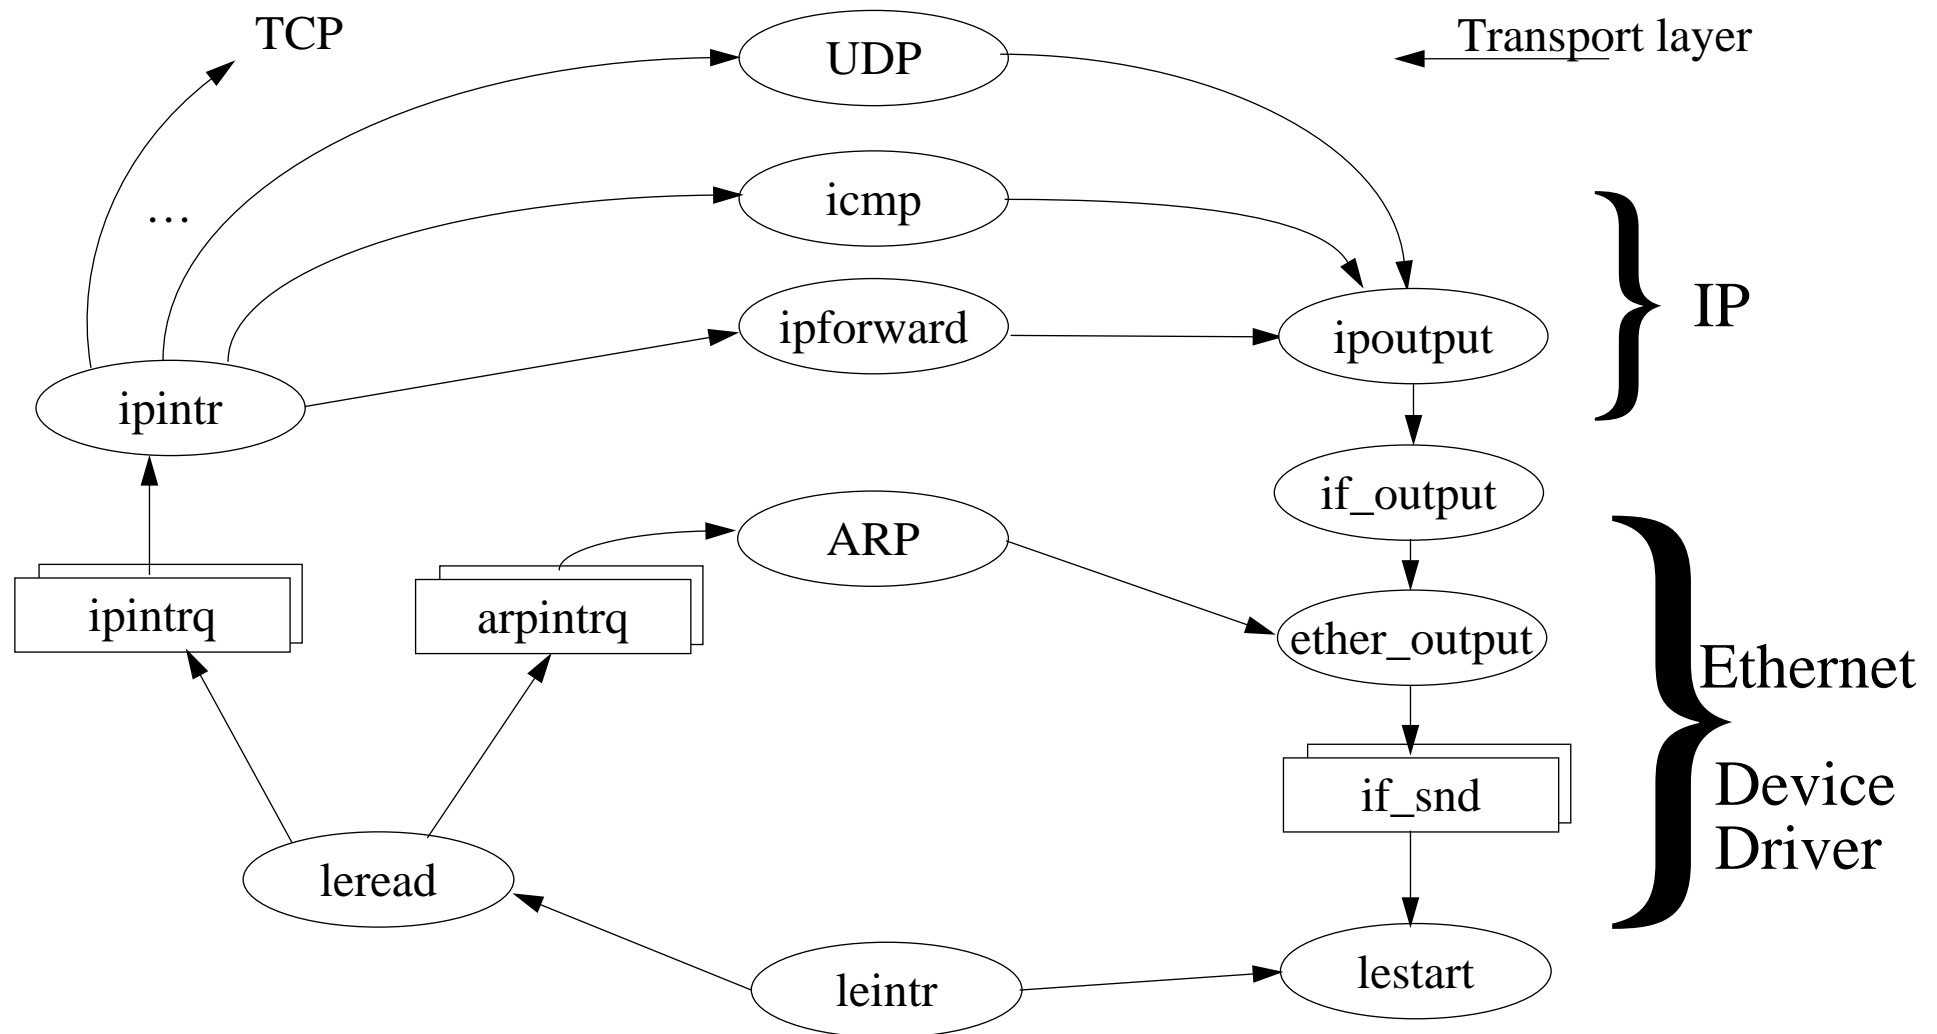 TCP
UDP
Transport layer
icmp
…
IP
ipforward
ipoutput
ipintr
if_output
ARP
ipintrq
arpintrq
ether_output
Ethernet
if_snd
Device
Driver
leread
leintr
lestart